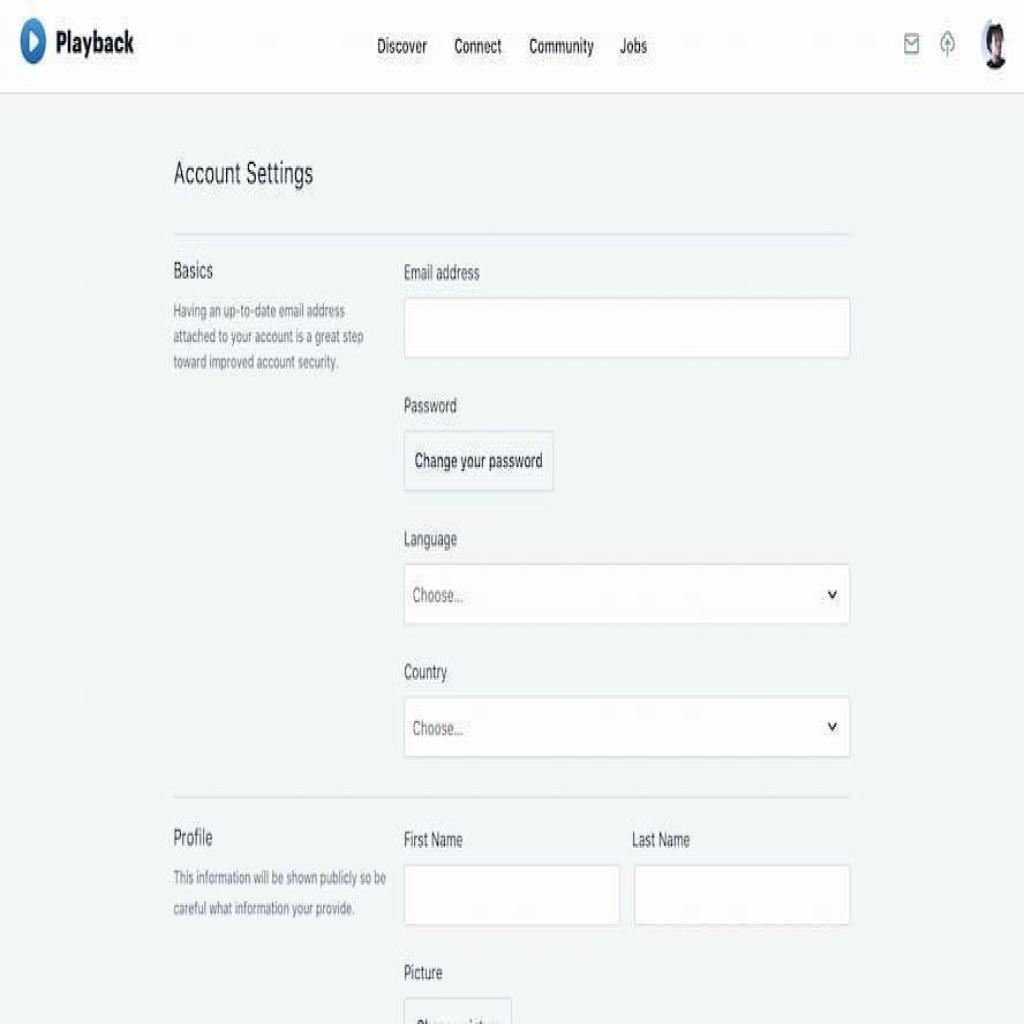 Playback
Discover Connect Community Jobs
Account Settings
Basics
Having an up-to-date email address
attached to your account is a great step
toward improved account security.
Email address
Password
Change your password
Language
Choose...
Country
Choose...
Profile
This information will be shown publicly so be
careful what information your provide.
First Name
Last Name
Picture